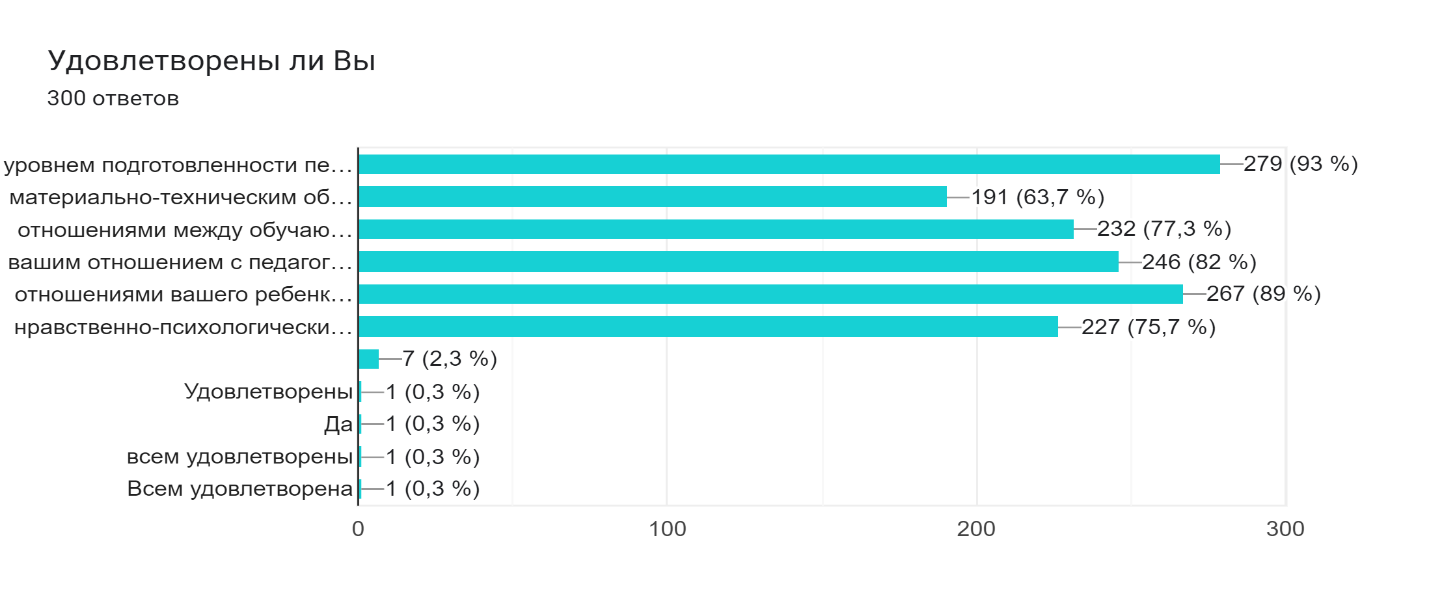 Удовлетворены ли Вы
300 ответов
уровнем подготовленности пе… 279 (93 %)
материально-техническим об… 191 (63,7 %)
отношениями между обучаю… 232 (77,3 %)
вашим отношением с педагог… 246 (82 %)
отношениями вашего ребенк… 267 (89 %)
нравственно-психологически… 227 (75,7 %)
7 (2,3 %)
Удовлетворены 1 (0,3 %)
Да 1 (0,3 %)
всем удовлетворены 1 (0,3 %)
Всем удовлетворена 1 (0,3 %)
0 100 200 300